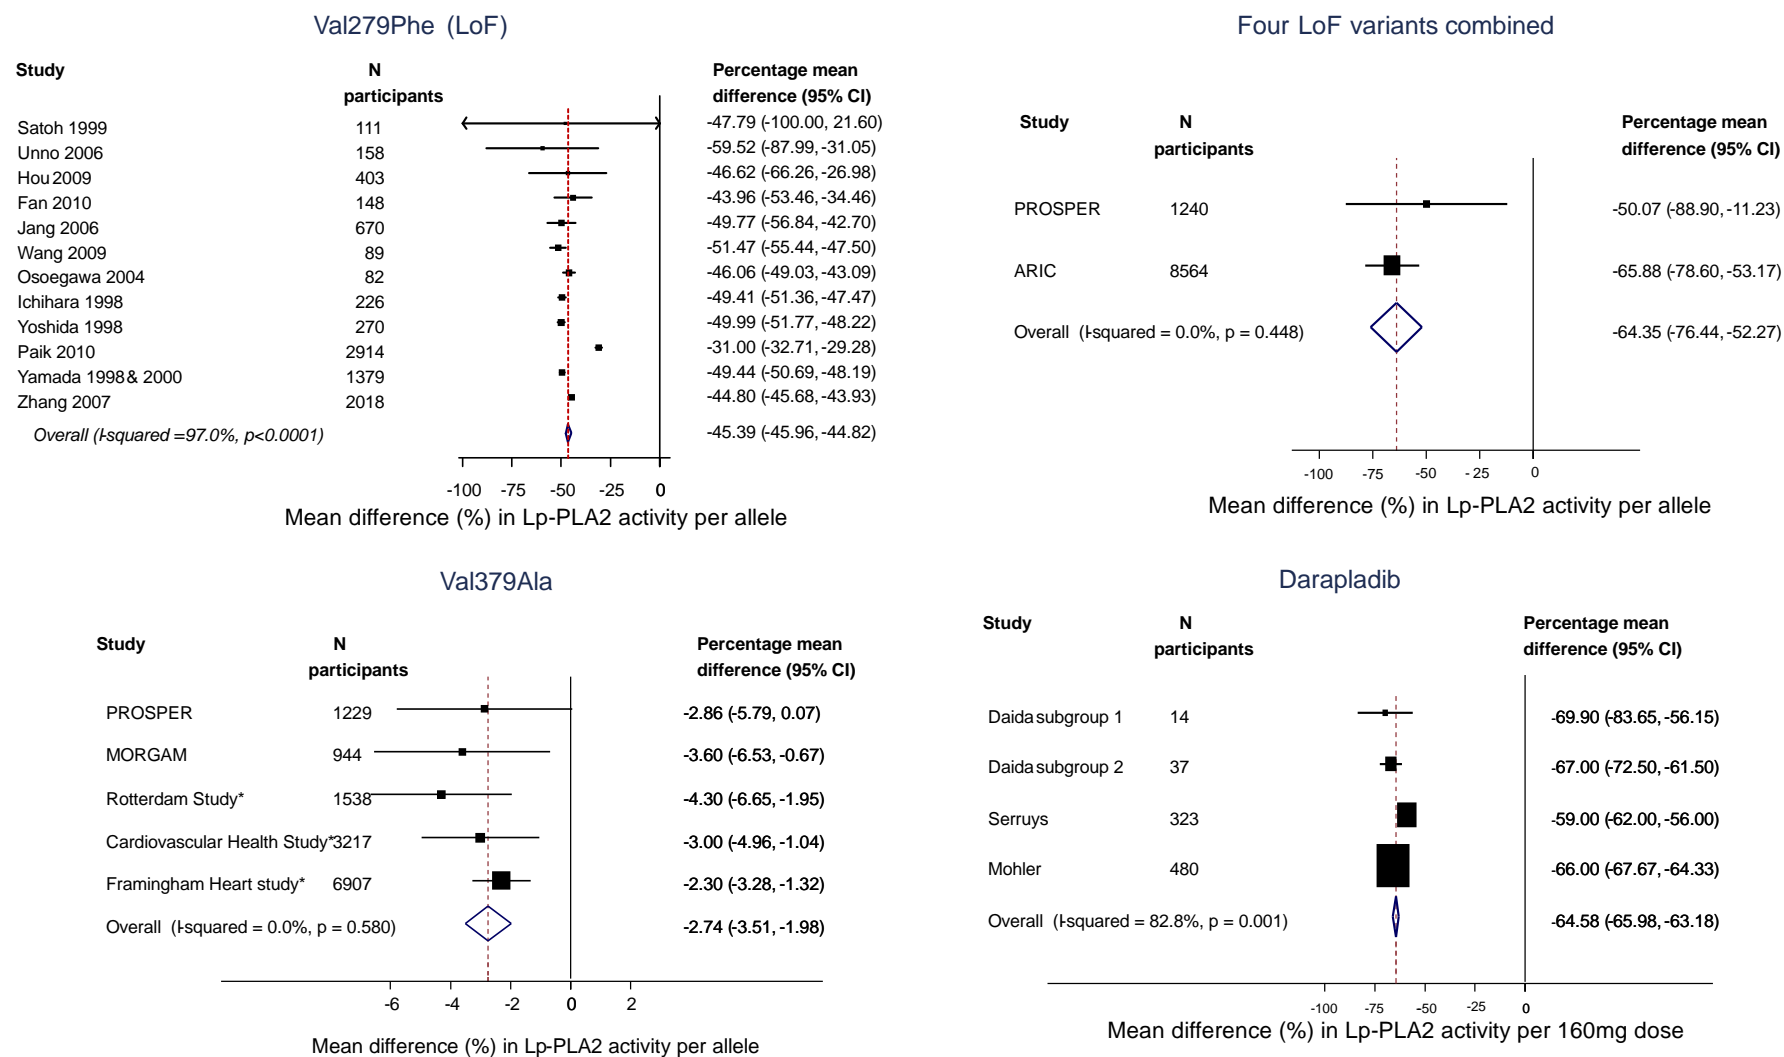 Val279Phe (LoF)
Study N participants Percentage mean difference (95% CI)
Satoh 1999 111 -47.79 (-100.00, 21.60)
Unno 2006 158 -59.52 (-87.99, -31.05)
Hou 2009 403 -46.62 (-66.26, -26.98)
Fan 2010 148 -43.96 (-53.46, -34.46)
Jang 2006 670 -49.77 (-56.84, -42.70)
Wang 2009 89 -51.47 (-55.44, -47.50)
Osoegawa 2004 82 -46.06 (-49.03, -43.09)
Ichihara 1998 226 -49.41 (-51.36, -47.47)
Yoshida 1998 270 -49.99 (-51.77, -48.22)
Paik 2010 2914 -31.00 (-32.71, -29.28)
Yamada 1998 & 2000 1379 -49.44 (-50.69, -48.19)
Zhang 2007 2018 -44.80 (-45.68, -43.93)
Overall (I-squared =97.0%, p<0.0001) -45.39 (-45.96, -44.82)
-100 -75 -50 -25 0
Mean difference (%) in Lp-PLA2 activity per allele
Four LoF variants combined
Study N participants Percentage mean difference (95% CI)
PROSPER 1240 -50.07 (-88.90, -11.23)
ARIC 8564 -65.88 (-78.60, -53.17)
Overall (I-squared = 0.0%, p = 0.448) -64.35 (-76.44, -52.27)
-100 -75 -50 -25 0
Mean difference (%) in Lp-PLA2 activity per allele
Val379Ala
Study N participants Percentage mean difference (95% CI)
PROSPER 1229 -2.86 (-5.79, 0.07)
MORGAM 944 -3.60 (-6.53, -0.67)
Rotterdam Study* 1538 -4.30 (-6.65, -1.95)
Cardiovascular Health Study* 3217 -3.00 (-4.96, -1.04)
Framingham Heart study* 6907 -2.30 (-3.28, -1.32)
Overall (I-squared = 0.0%, p = 0.580) -2.74 (-3.51, -1.98)
-6 -4 -2 0 2
Mean difference (%) in Lp-PLA2 activity per allele
Darapladib
Study N participants Percentage mean difference (95% CI)
Daida subgroup 1 14 -69.90 (-83.65, -56.15)
Daida subgroup 2 37 -67.00 (-72.50, -61.50)
Serruys 323 -59.00 (-62.00, -56.00)
Mohler 480 -66.00 (-67.67, -64.33)
Overall (I-squared = 82.8%, p = 0.001) -64.58 (-65.98, -63.18)
-100 -75 -50 -25 0
Mean difference (%) in Lp-PLA2 activity per 160mg dose